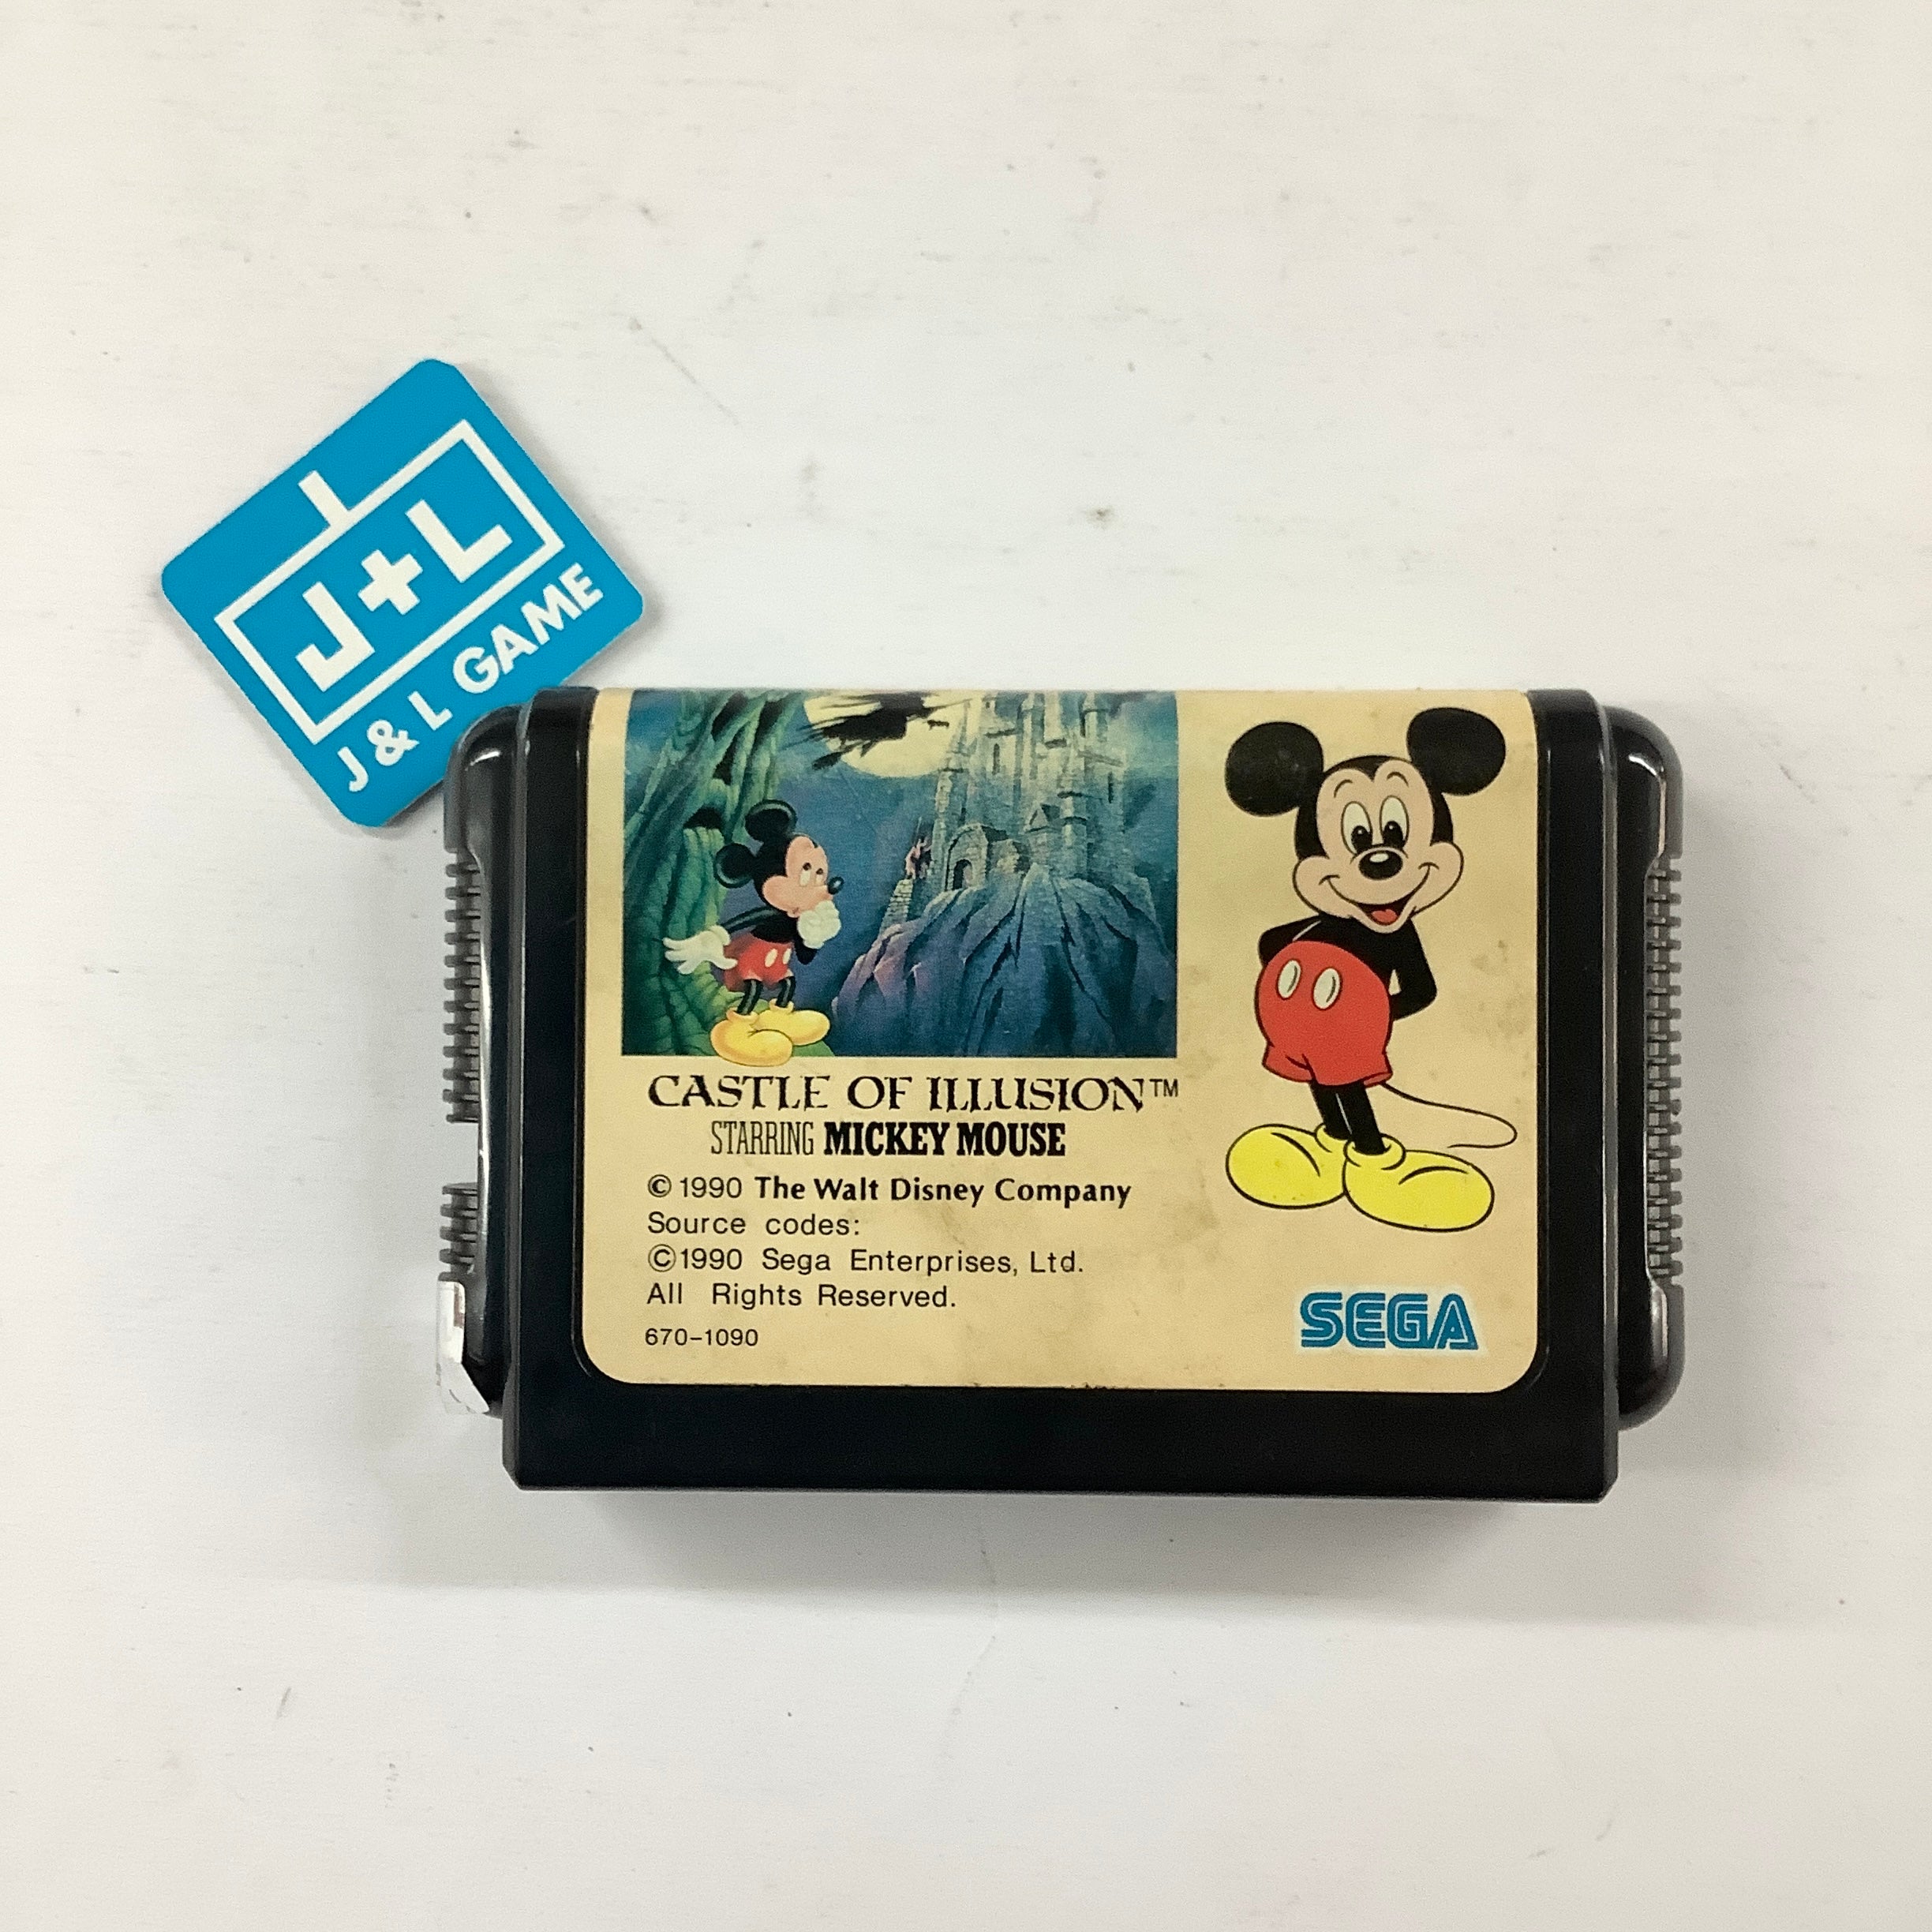 J+L
J & L GAME
CASTLE OF ILLUSION™
STARRING MICKEY MOUSE
© 1990 The Walt Disney Company
Source codes:
©1990 Sega Enterprises, Ltd.
All Rights Reserved.
670-1090
SEGA